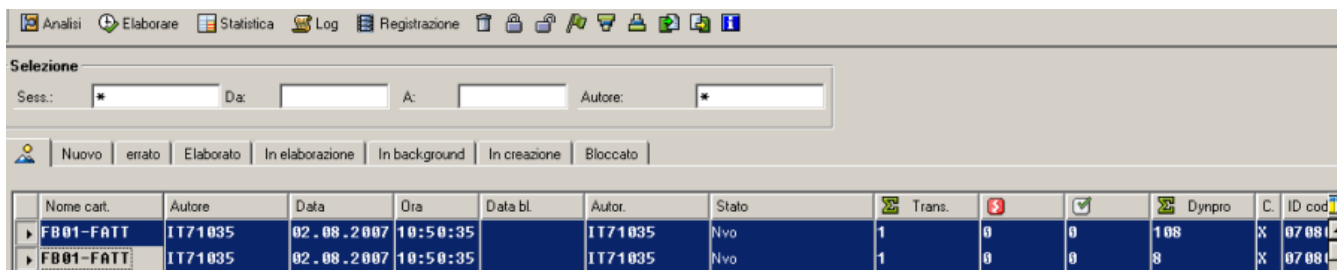 Analisi Elaborare Statistica Log Registrazione
Selezione
Sess.: * Da: A: Autore: *
Nuovo errato Elaborato In elaborazione In background In creazione Bloccato
Nome cart. Autore Data Ora Data bl. Autor. Stato Trans. Dynpro C. ID cod
FB01-FATT IT71035 02.08.2007 10:50:35 IT71035 Nvo 1 0 0 108 X 0708
FB01-FATT IT71035 02.08.2007 10:50:35 IT71035 Nvo 1 0 0 8 X 0708